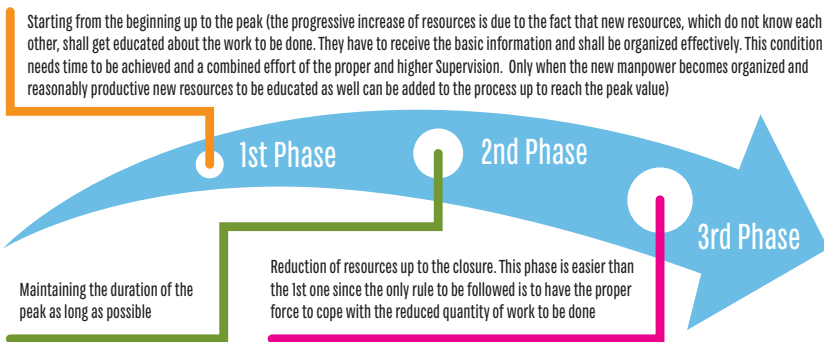 Starting from the beginning up to the peak (the progressive increase of resources is due to the fact that new resources, which do not know each
other, shall get educated about the work to be done. They have to receive the basic information and shall be organized effectively. This condition
needs time to be achieved and a combined effort of the proper and higher Supervision. Only when the new manpower becomes organized and
reasonably productive new resources to be educated as well can be added to the process up to reach the peak value)
1st Phase
2nd Phase
3rd Phase
Maintaining the duration of the
peak as long as possible
Reduction of resources up to the closure. This phase is easier than
the 1st one since the only rule to be followed is to have the proper
force to cope with the reduced quantity of work to be done